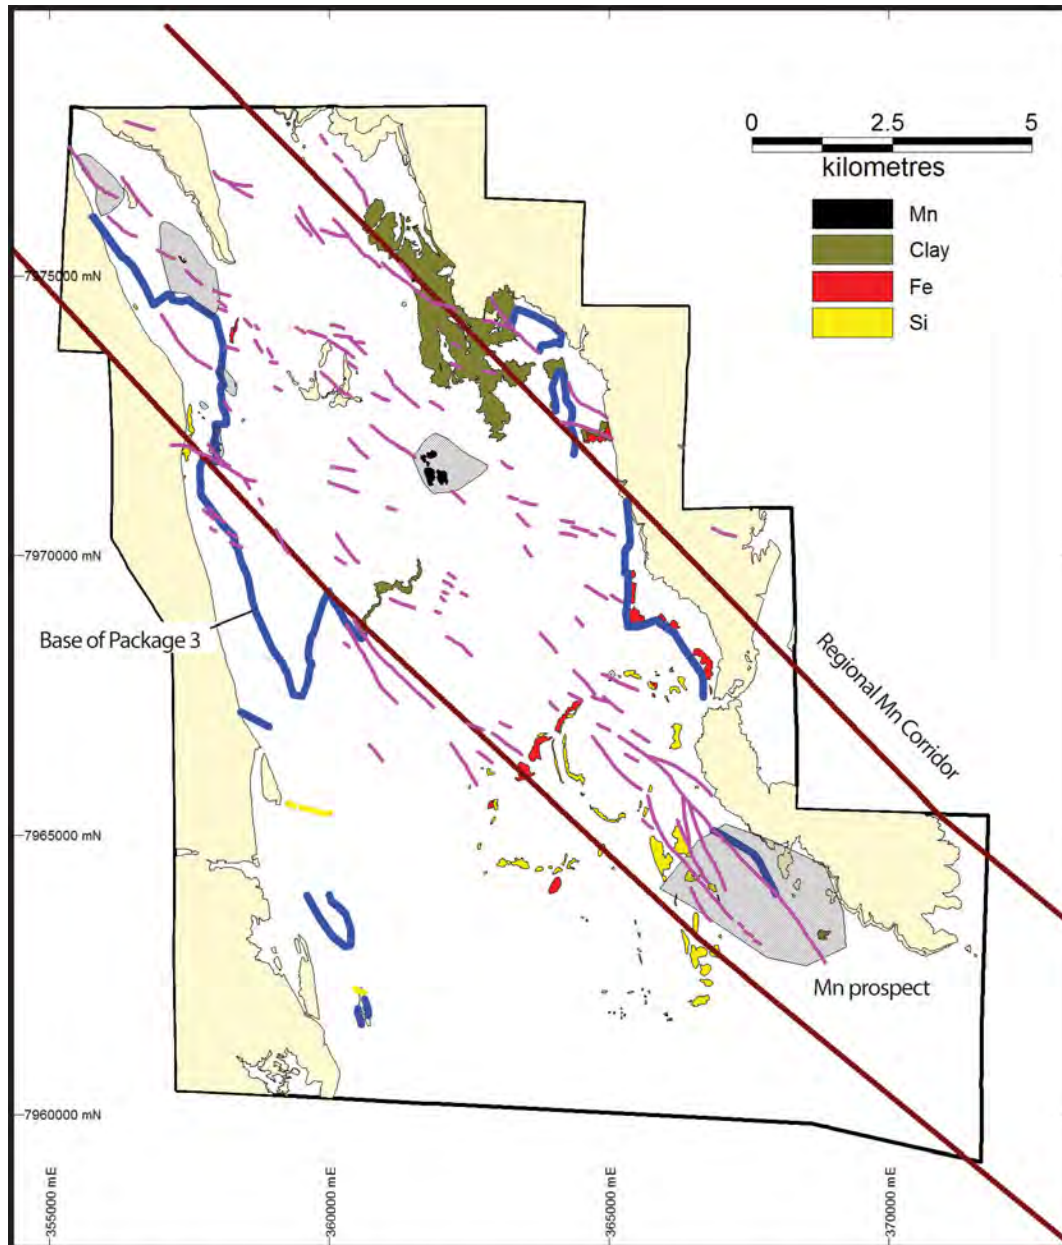 0 2.5 5
kilometres
Mn
Clay
Fe
Si
7975000 mN
7970000 mN
Base of Package 3
Regional Mn Corridor
7965000 mN
Mn prospect
7960000 mN
355000 mE
360000 mE
365000 mE
370000 mE